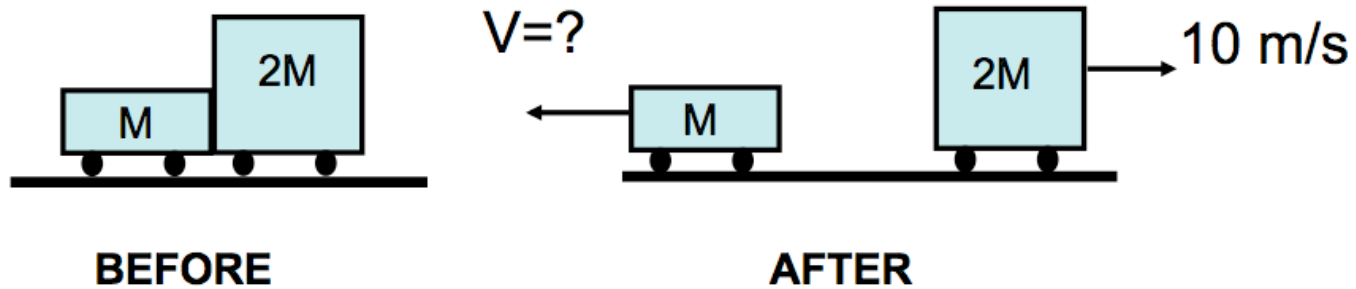 2M
M
BEFORE
V=?
M
2M
10 m/s
AFTER